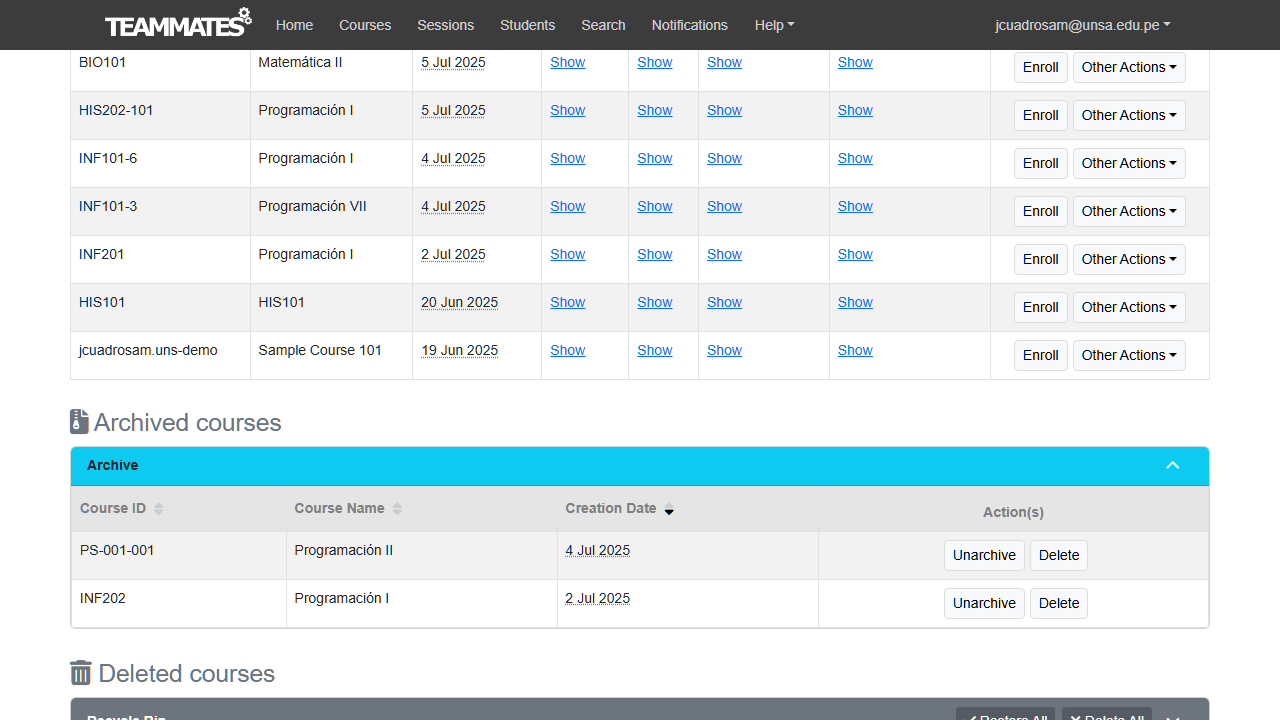 TEAMMATES Home Courses Sessions Students Search Notifications Help jcuadrosam@unsa.edu.pe
BIO101 Matemática II 5 Jul 2025 Show Show Show Show Enroll Other Actions
HIS202-101 Programación I 5 Jul 2025 Show Show Show Show Enroll Other Actions
INF101-6 Programación I 4 Jul 2025 Show Show Show Show Enroll Other Actions
INF101-3 Programación VII 4 Jul 2025 Show Show Show Show Enroll Other Actions
INF201 Programación I 2 Jul 2025 Show Show Show Show Enroll Other Actions
HIS101 HIS101 20 Jun 2025 Show Show Show Show Enroll Other Actions
jcuadrosam.uns-demo Sample Course 101 19 Jun 2025 Show Show Show Show Enroll Other Actions
Archived courses
Archive
Course ID Course Name Creation Date Action(s)
PS-001-001 Programación II 4 Jul 2025 Unarchive Delete
INF202 Programación I 2 Jul 2025 Unarchive Delete
Deleted courses
Recycle Bin Restore All Delete All